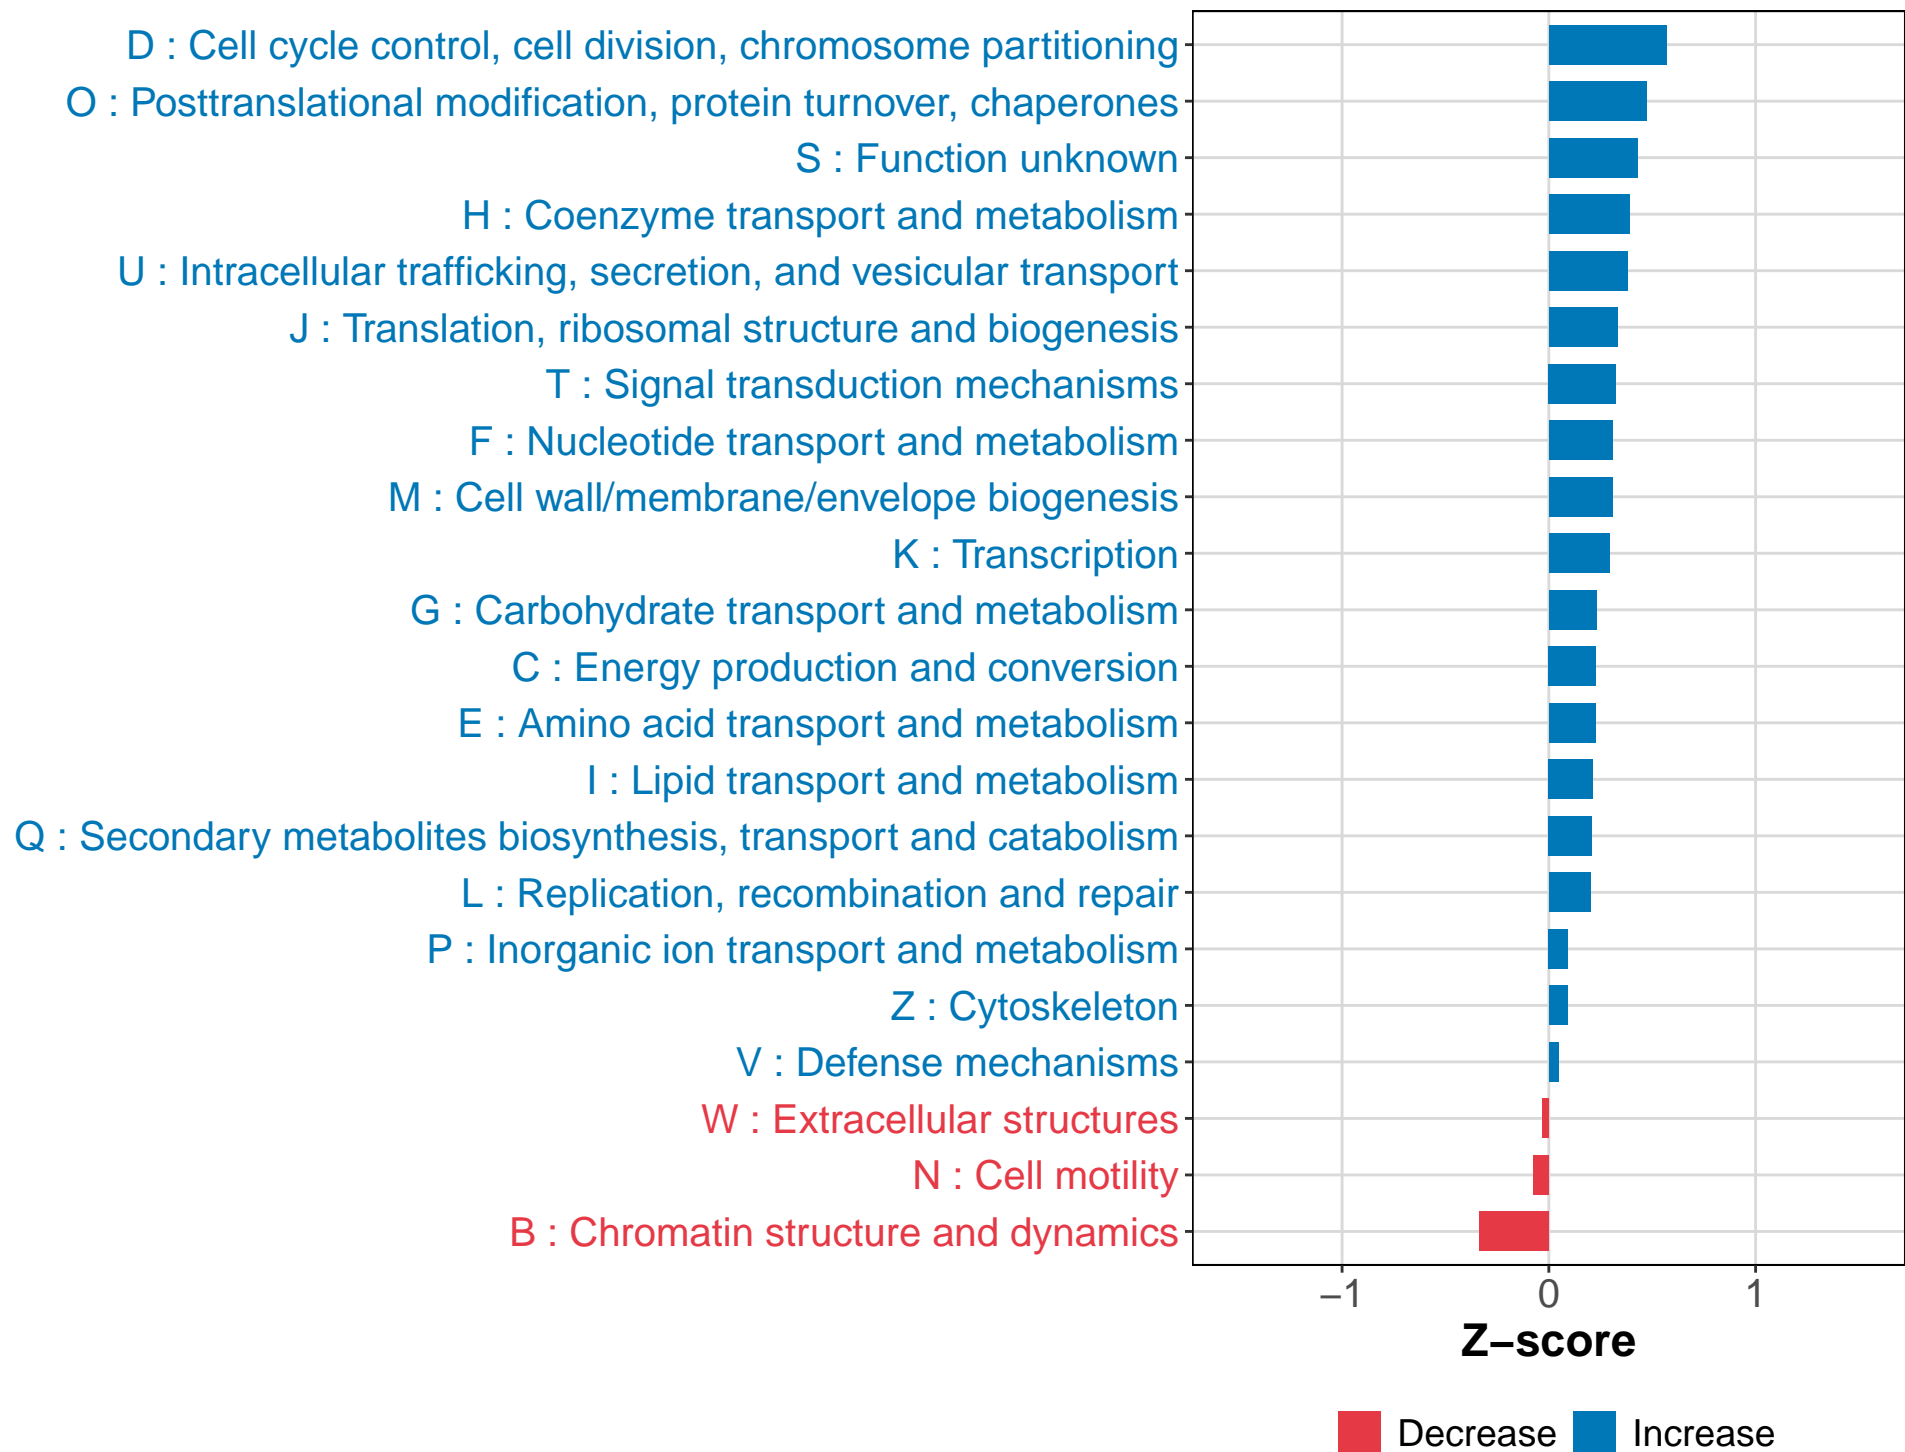 D : Cell cycle control, cell division, chromosome partitioning
O : Posttranslational modification, protein turnover, chaperones
S : Function unknown
H : Coenzyme transport and metabolism
U : Intracellular trafficking, secretion, and vesicular transport
J : Translation, ribosomal structure and biogenesis
T : Signal transduction mechanisms
F : Nucleotide transport and metabolism
M : Cell wall/membrane/envelope biogenesis
K : Transcription
G : Carbohydrate transport and metabolism
C : Energy production and conversion
E : Amino acid transport and metabolism
I : Lipid transport and metabolism
Q : Secondary metabolites biosynthesis, transport and catabolism
L : Replication, recombination and repair
P : Inorganic ion transport and metabolism
Z : Cytoskeleton
V : Defense mechanisms
W : Extracellular structures
N : Cell motility
B : Chromatin structure and dynamics
−1 0 1
Z−score
Decrease Increase